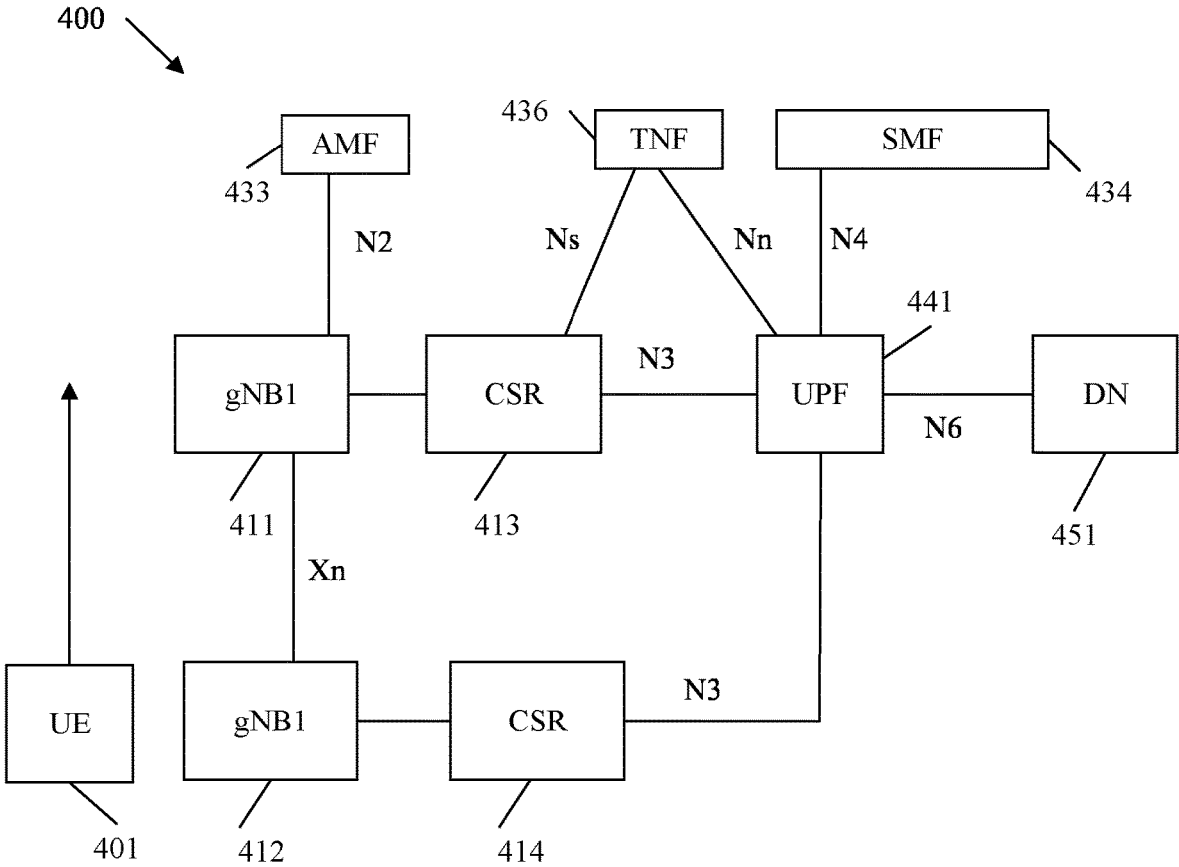 400
436
AMF
TNF
SMF
433
434
N2
Ns
Nn
N4
441
gNB1
CSR
N3
UPF
N6
DN
411
413
451
Xn
UE
gNB1
CSR
N3
401
412
414